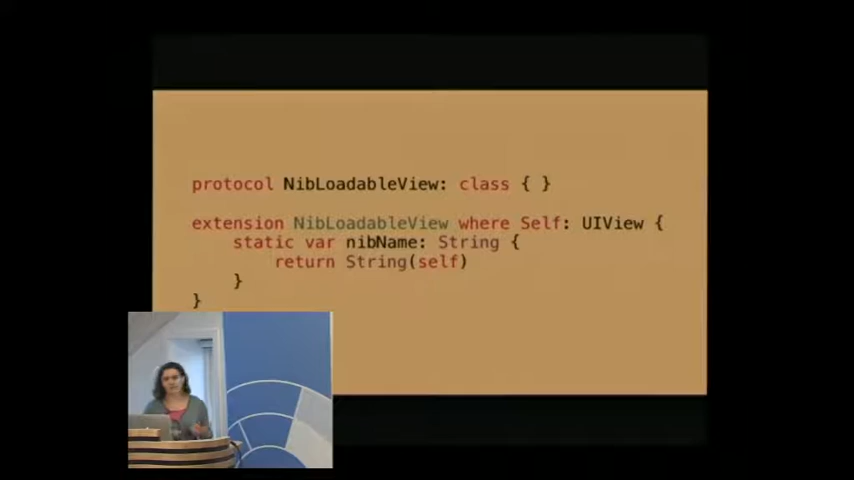 protocol NibLoadableView: class { }
extension NibLoadableView where Self: UIView {
static var nibName: String {
return String(self)
}
}